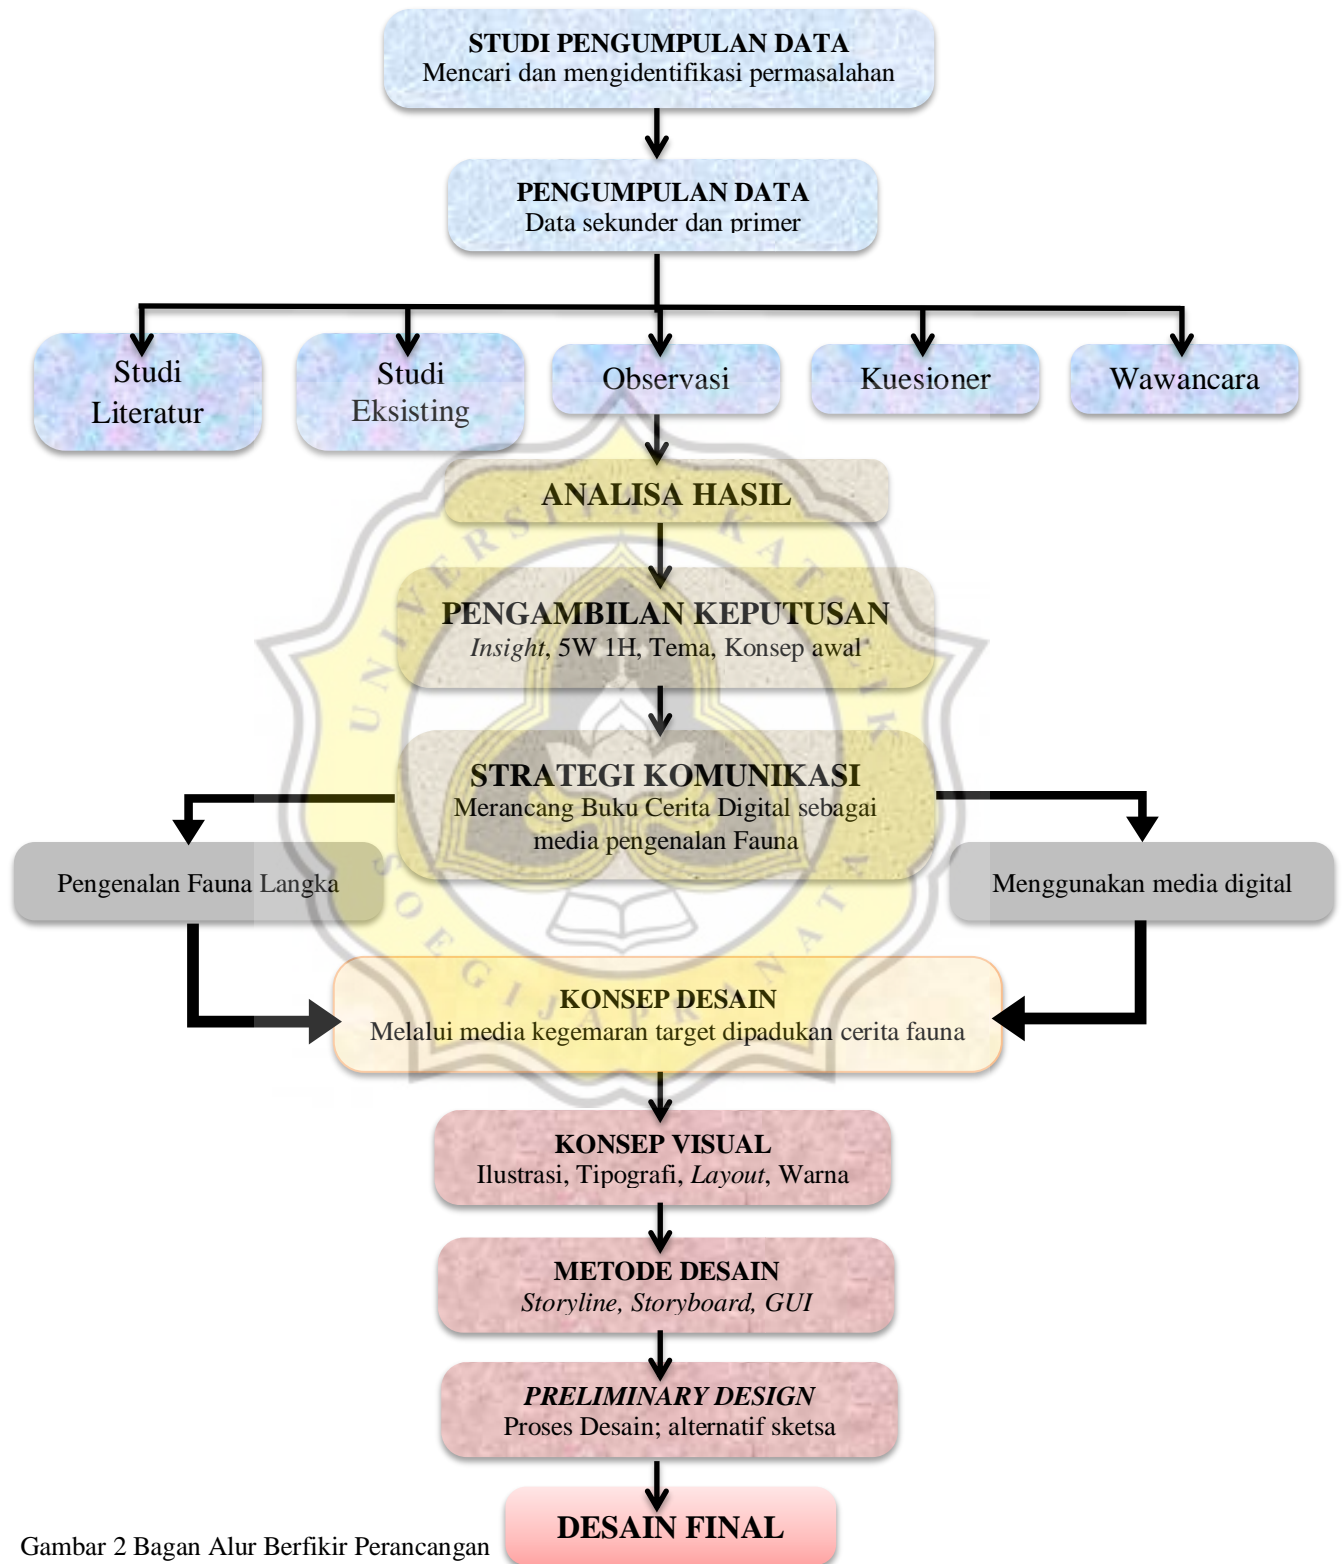 STUDI PENGUMPULAN DATA
Mencari dan mengidentifikasi permasalahan
PENGUMPULAN DATA
Data sekunder dan primer
Studi
Literatur
Studi
Eksisting
Observasi
Kuesioner
Wawancara
ANALISA HASIL
PENGAMBILAN KEPUTUSAN
Insight, 5W 1H, Tema, Konsep awal
STRATEGI KOMUNIKASI
Merancang Buku Cerita Digital sebagai
media pengenalan Fauna
Pengenalan Fauna Langka
Menggunakan media digital
KONSEP DESAIN
Melalui media kegemaran target dipadukan cerita fauna
KONSEP VISUAL
Ilustrasi, Tipografi, Layout, Warna
METODE DESAIN
Storyline, Storyboard, GUI
PRELIMINARY DESIGN
Proses Desain; alternatif sketsa
DESAIN FINAL
Gambar 2 Bagan Alur Berfikir Perancangan
UNIVERSITAS KATOLIK
SOEGIJAPRANATA